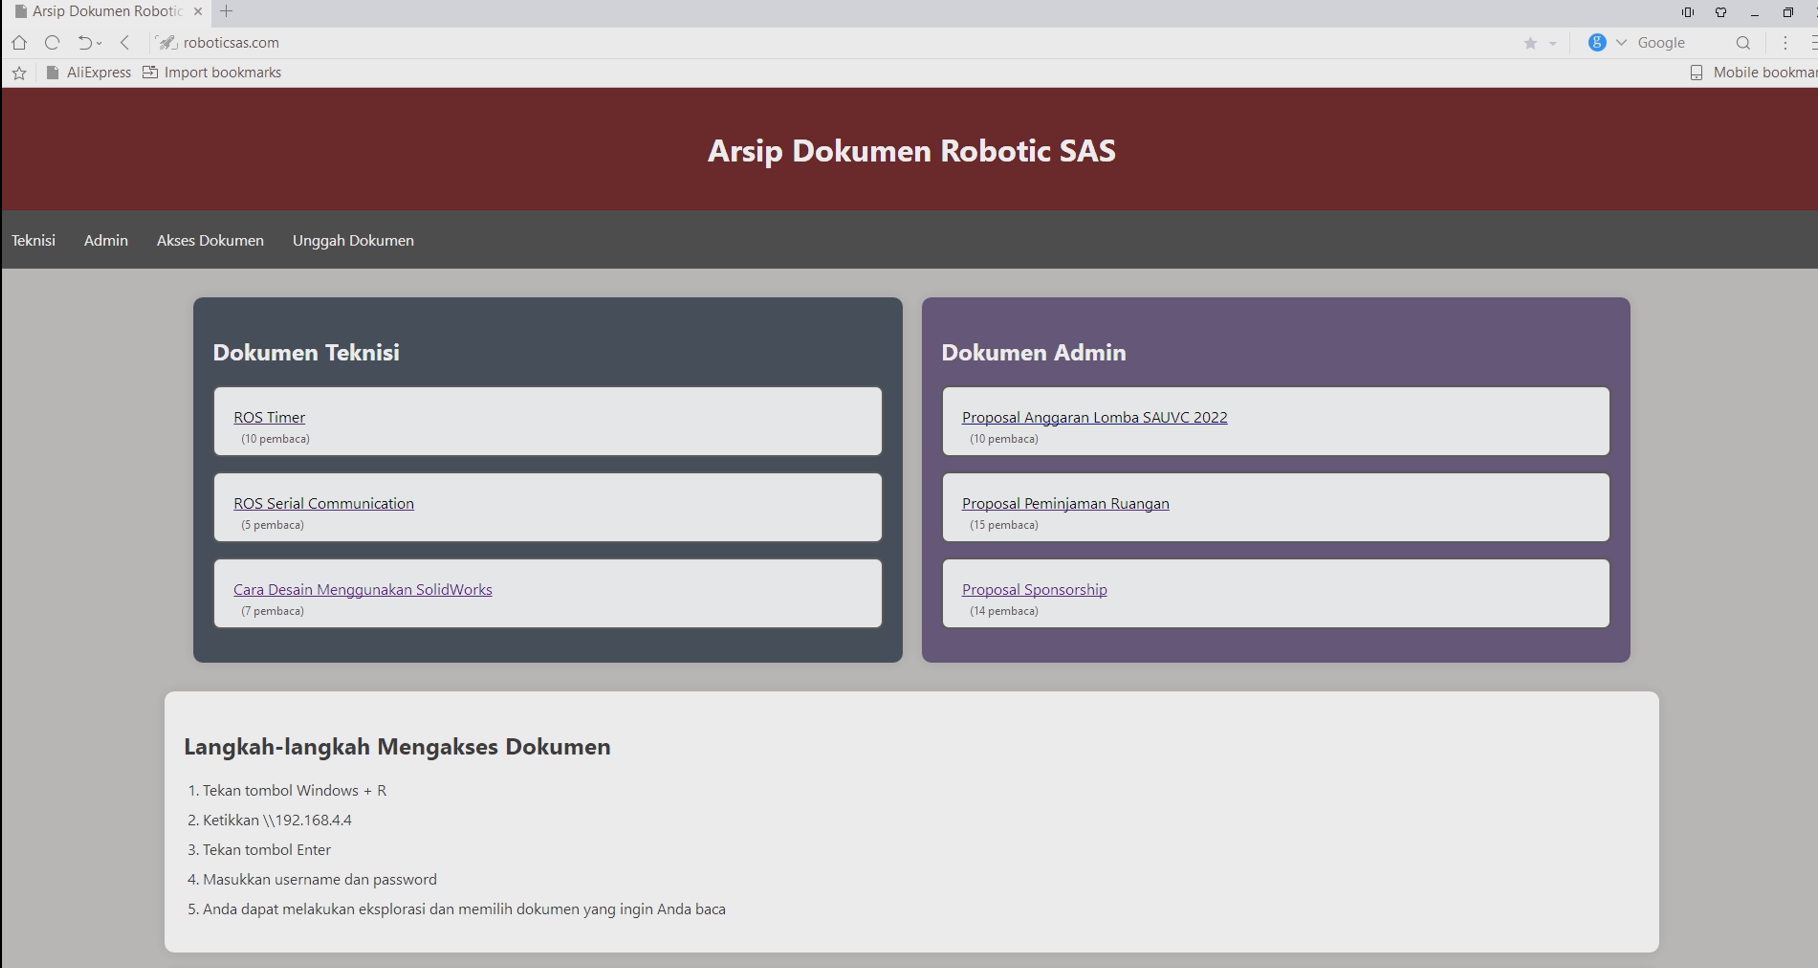 Arsip Dokumen Robotic
roboticsas.com
Google
AliExpress
Import bookmarks
Mobile
Arsip Dokumen Robotic SAS
Teknisi
Admin
Akses Dokumen
Unggah Dokumen
Dokumen Teknisi
ROS Timer
(10 pembaca)
ROS Serial Communication
(5 pembaca)
Cara Desain Menggunakan SolidWorks
(7 pembaca)
Dokumen Admin
Proposal Anggaran Lomba SAUVC 2022
(10 pembaca)
Proposal Peminjaman Ruangan
(15 pembaca)
Proposal Sponsorship
(14 pembaca)
Langkah-langkah Mengakses Dokumen
1. Tekan tombol Windows + R
2. Ketikkan \\192.168.4.4
3. Tekan tombol Enter
4. Masukkan username dan password
5. Anda dapat melakukan eksplorasi dan memilih dokumen yang ingin Anda baca